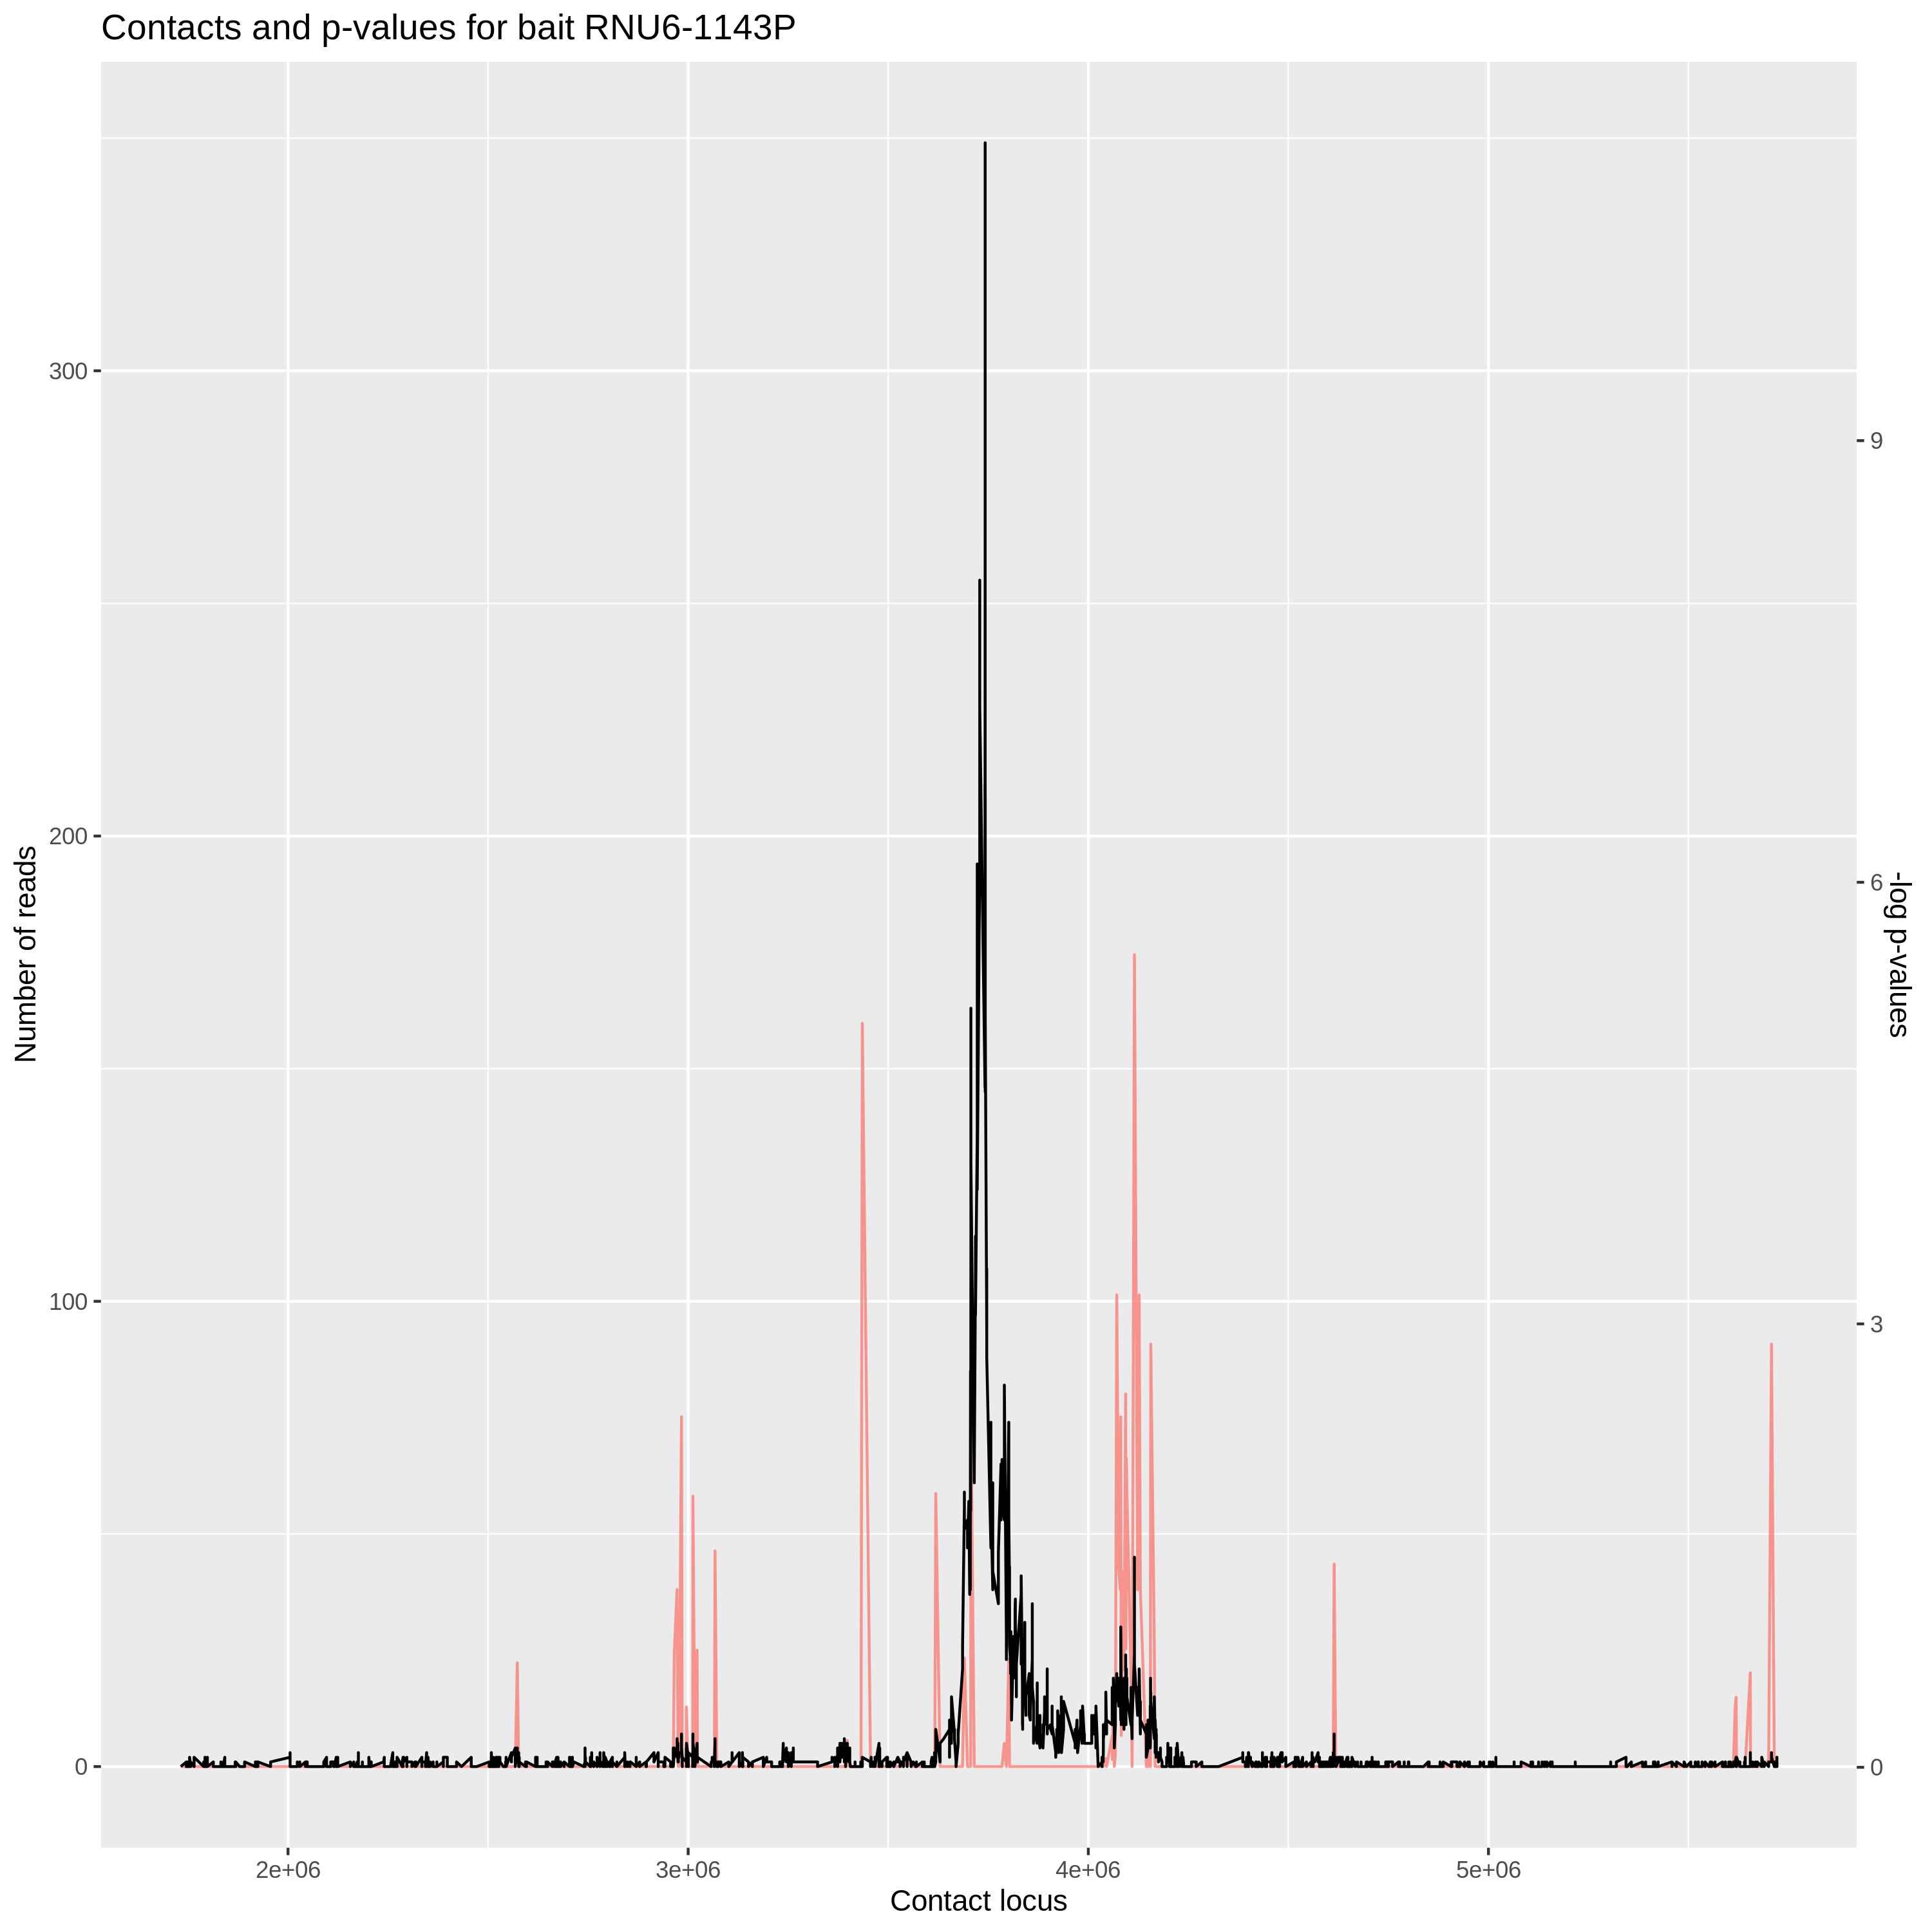 Contacts and p-values for bait RNU6-1143P
300
200
100
0
Number of reads
9
6
3
0
-log p-values
2e+06 3e+06 4e+06 5e+06
Contact locus